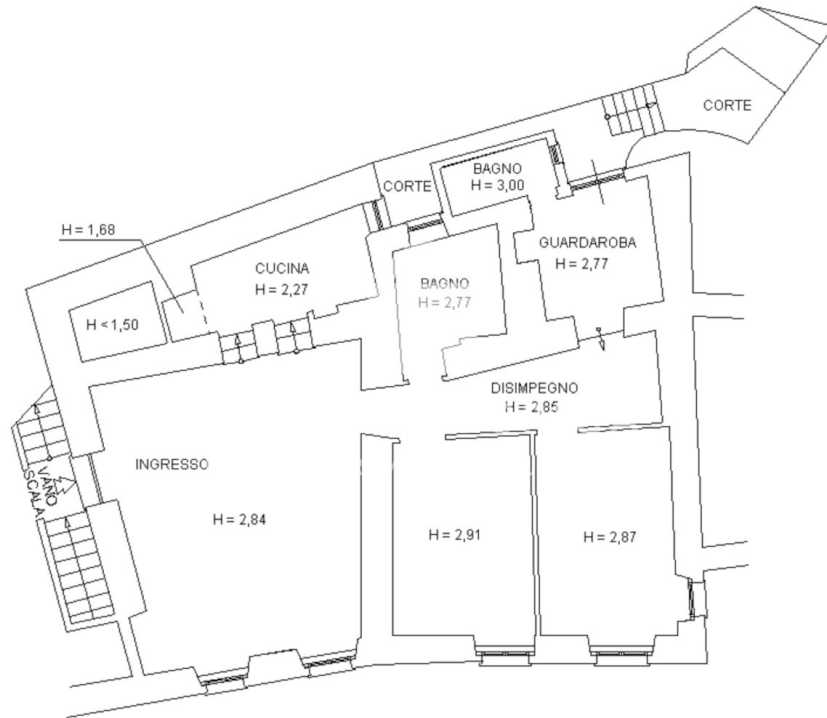 CORTE
BAGNO
H = 3,00
CORTE
H = 1,68
GUARDAROBA
H = 2,77
CUCINA
H = 2,27
BAGNO
H = 2,77
H < 1,50
DISIMPEGNO
H = 2,85
INGRESSO
VANO
SCALA
H = 2,84
H = 2,91
H = 2,87